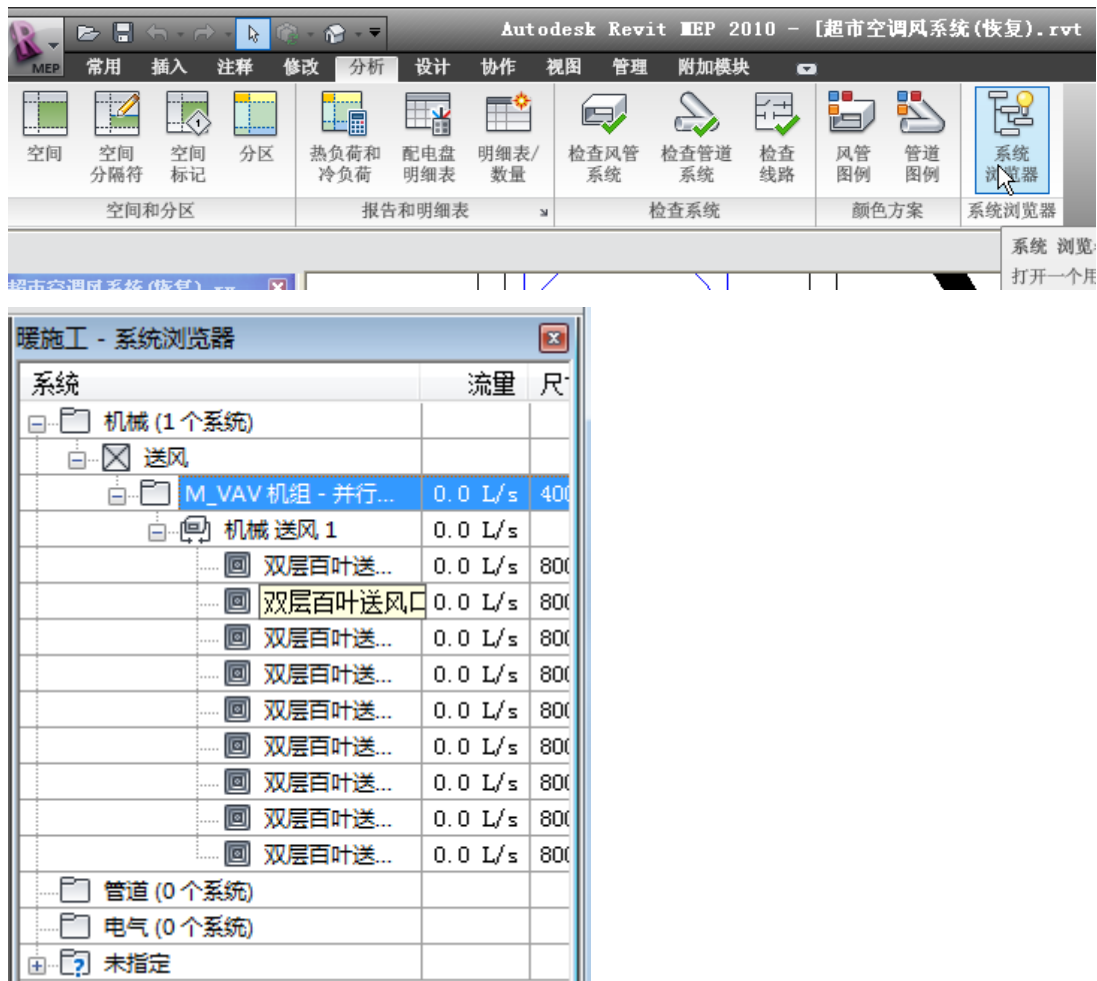 Autodesk Revit MEP 2010 - [超市空调风系统(恢复).rvt
MEP 常用 插入 注释 修改 分析 设计 协作 视图 管理 附加模块
空间 空间分隔符 空间标记 分区 热负荷和冷负荷 配电盘明细表 明细表/数量 检查风管系统 检查管道系统 检查线路 风管图例 管道图例 系统浏览器
空间和分区 报告和明细表 检查系统 颜色方案 系统浏览器
系统 浏览
打开一个用
超市空调风系统(恢复).rv
暖施工 - 系统浏览器
系统 流量 尺
机械 (1 个系统)
送风
M_VAV 机组 - 并行... 0.0 L/s 400
机械 送风 1 0.0 L/s
双层百叶送... 0.0 L/s 800
双层百叶送风口 0.0 L/s 800
双层百叶送... 0.0 L/s 800
双层百叶送... 0.0 L/s 800
双层百叶送... 0.0 L/s 800
双层百叶送... 0.0 L/s 800
双层百叶送... 0.0 L/s 800
双层百叶送... 0.0 L/s 800
双层百叶送... 0.0 L/s 800
管道 (0 个系统)
电气 (0 个系统)
未指定